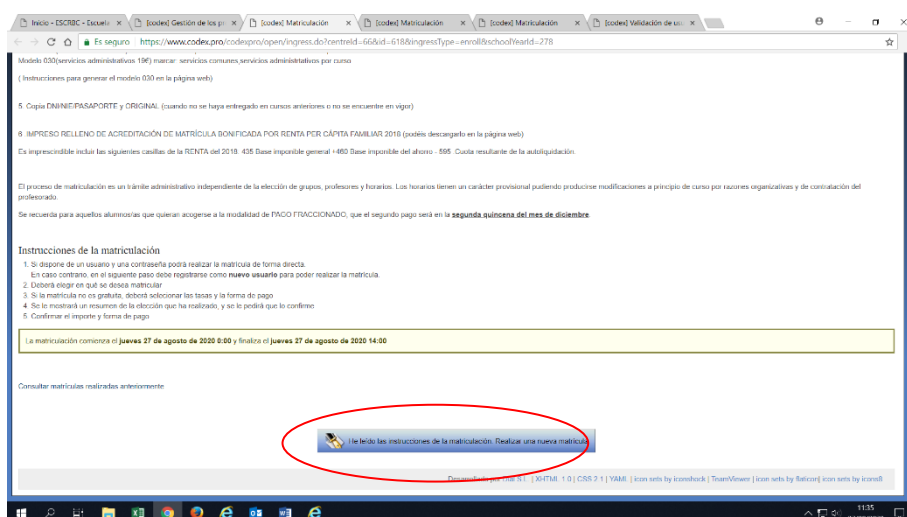 Inicio - ESCRBC - Escuela
[codex] Gestión de los pr
[codex] Matriculación
[codex] Matriculación
[codex] Matriculación
[codex] Validación de us
Es seguro https://www.codex.pro/codexpro/open/ingress.do?centreId=66&id=618&ingressType=enroll&schoolYearId=278
Modelo 030(servicios administrativos 19€) marcar: servicios comunes,servicios administrativos por curso
( Instrucciones para generar el modelo 030 en la página web)
5. Copia DNI/NIE/PASAPORTE y ORIGINAL (cuando no se haya entregado en cursos anteriores o no se encuentre en vigor)
6. IMPRESO RELLENO DE ACREDITACIÓN DE MATRÍCULA BONIFICADA POR RENTA PER CÁPITA FAMILIAR 2018 (podéis descargarlo en la página web)
Es imprescindible incluir las siguientes casillas de la RENTA del 2018. 435 Base imponible general +460 Base imponible del ahorro - 595 .Cuota resultante de la autoliquidación.
El proceso de matriculación es un trámite administrativo independiente de la elección de grupos, profesores y horarios. Los horarios tienen un carácter provisional pudiendo producirse modificaciones a principio de curso por razones organizativas y de contratación del
profesorado.
Se recuerda para aquellos alumnos/as que quieran acogerse a la modalidad de PAGO FRACCIONADO, que el segundo pago será en la segunda quincena del mes de diciembre.
Instrucciones de la matriculación
1. Si dispone de un usuario y una contraseña podrá realizar la matrícula de forma directa.
En caso contrario, en el siguiente paso debe registrarse como nuevo usuario para poder realizar la matrícula.
2. Deberá elegir en qué se desea matricular
3. Si la matrícula no es gratuita, deberá selecionar las tasas y la forma de pago
4. Se le mostrará un resumen de la elección que ha realizado, y se le pedirá que lo confirme
5. Confirmar el importe y forma de pago
La matriculación comienza el jueves 27 de agosto de 2020 0:00 y finaliza el jueves 27 de agosto de 2020 14:00
Consultar matrículas realizadas anteriormente
He leído las instrucciones de la matriculación. Realizar una nueva matrícula
Desarrollado por S.L. | XHTML 1.0 | CSS 2.1 | YAML | icon sets by iconshock | TeamViewer | icon sets by flaticon| icon sets by icons8
11:35